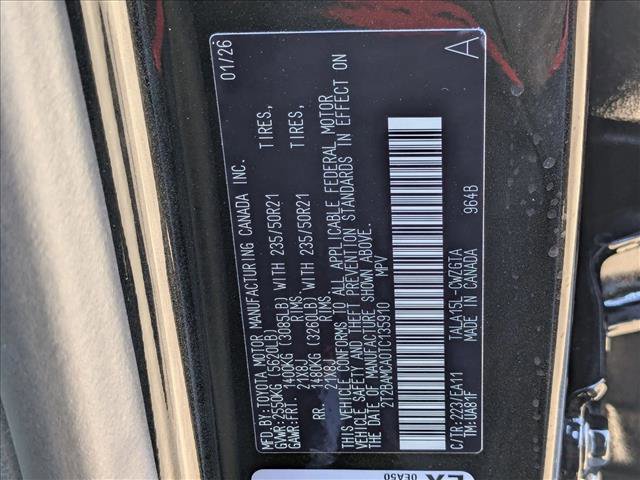 MFD. BY:TOYOTA MOTOR MANUFACTURING CANADA INC. 01/26
GVWR:2550KG (5620LB)
GAWR:FRT. 1400KG (3085LB) WITH 235/50R21 TIRES,
21X8J RIMS
RR. 1480KG (3260LB) WITH 235/50R21 TIRES,
21X8J RIMS
THIS VEHICLE CONFORMS TO ALL APPLICABLE FEDERAL MOTOR
VEHICLE SAFETY AND THEFT PREVENTION STANDARDS IN EFFECT ON
THE DATE OF MANUFACTURE SHOWN ABOVE.
2T2BAMCA0TC135910 MPV
C/TR:223/EA11 TALA15L-CWZGTA 964B
TM:UA81F MADE IN CANADA
A
EX
0EA50